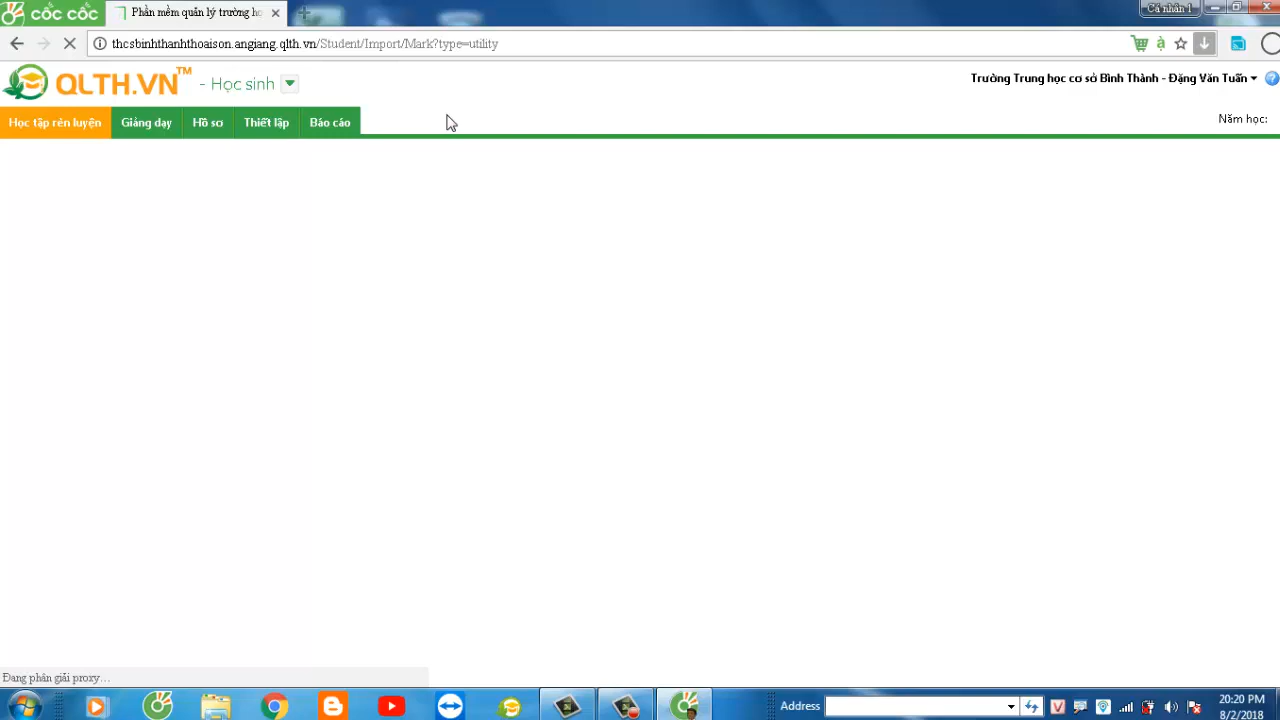 cốc cốc
Phần mềm quản lý trường họ
Cá nhân 1
thcsbinhthanhthoaison.angiang.qlth.vn/Student/Import/Mark?type=utility
QLTH.VN™ - Học sinh
Trường Trung học cơ sở Bình Thành - Đặng Văn Tuấn
Học tập rèn luyện Giảng dạy Hồ sơ Thiết lập Báo cáo
Năm học:
Đang phân giải proxy...
Address
20:20 PM
8/2/2018